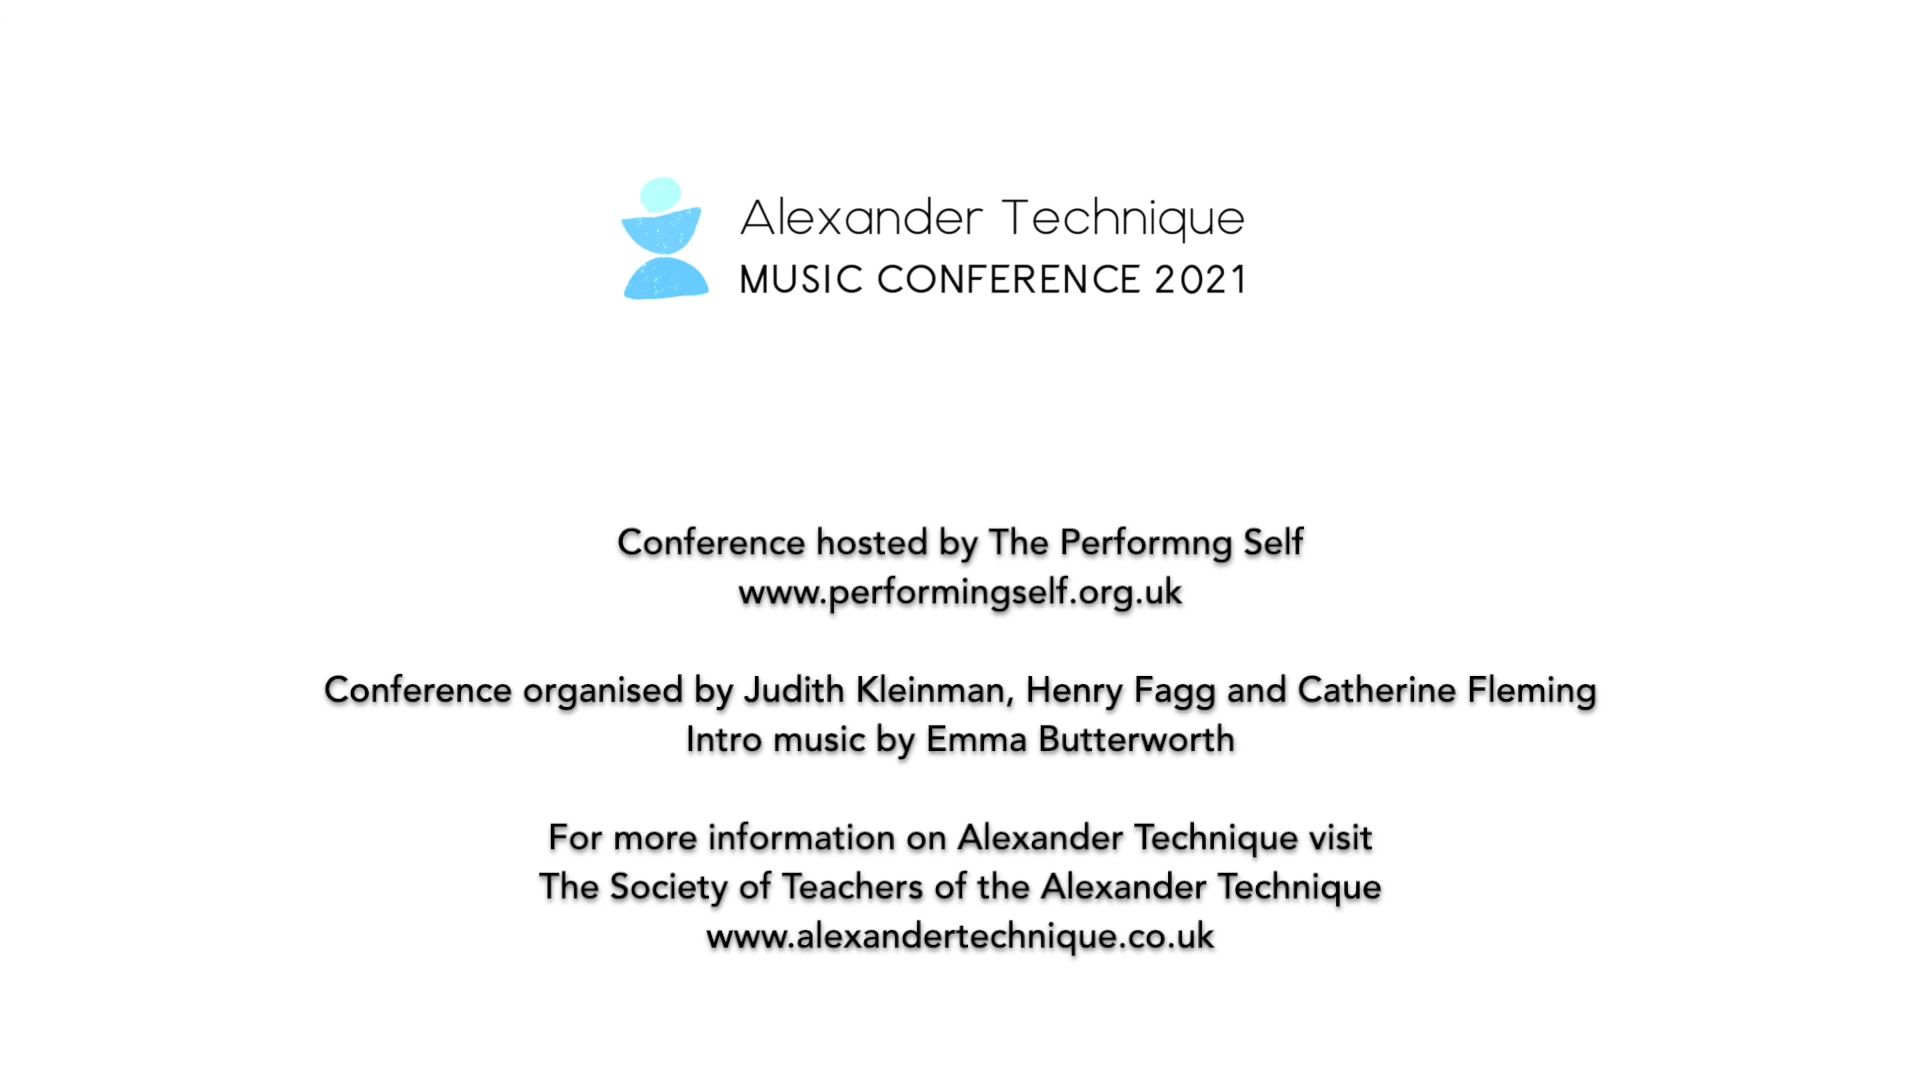 Alexander Technique
MUSIC CONFERENCE 2021
Conference hosted by The Performng Self
www.performingself.org.uk
Conference organised by Judith Kleinman, Henry Fagg and Catherine Fleming
Intro music by Emma Butterworth
For more information on Alexander Technique visit
The Society of Teachers of the Alexander Technique
www.alexandertechnique.co.uk